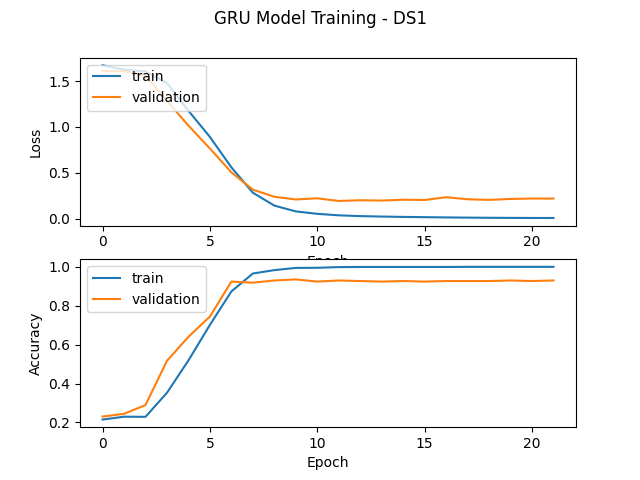 GRU Model Training - DS1
train
validation
Loss
1.5
1.0
0.5
0.0
0 5 10 15 20
Epoch
train
validation
Accuracy
1.0
0.8
0.6
0.4
0.2
0 5 10 15 20
Epoch